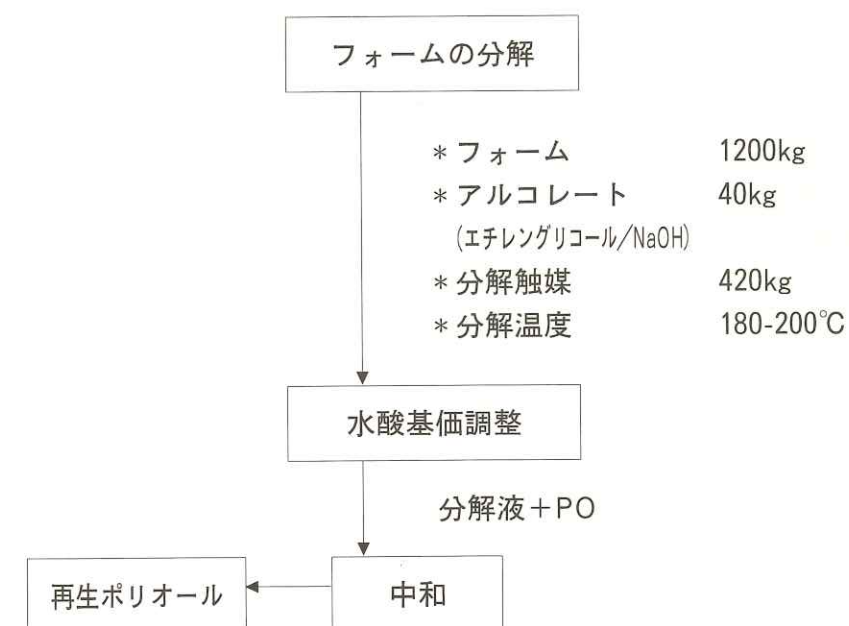 フォームの分解
*フォーム 1200kg
*アルコレート 40kg
(エチレングリコール/NaOH)
*分解触媒 420kg
*分解温度 180-200℃
水酸基価調整
分解液+PO
再生ポリオール 中和